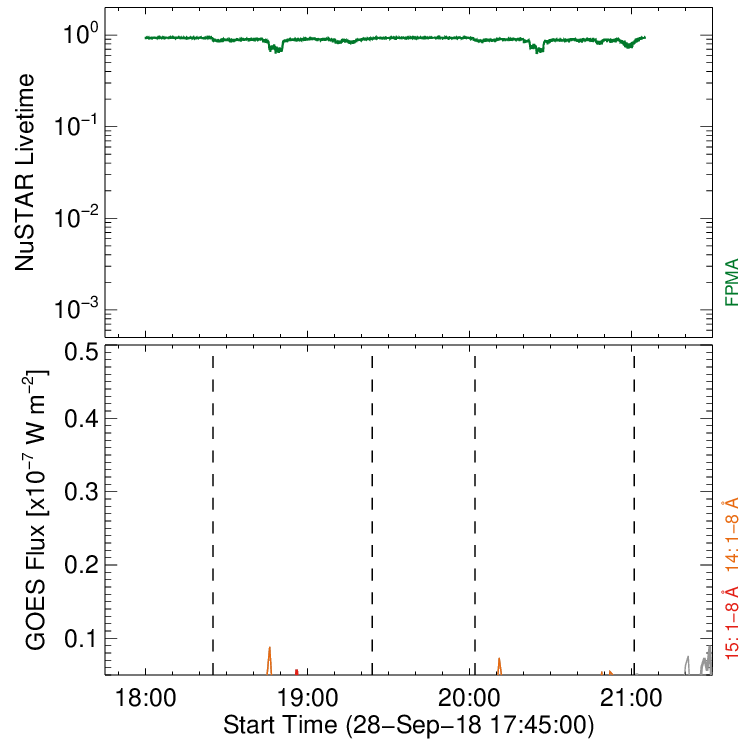 NuSTAR Livetime
10⁰
10⁻¹
10⁻²
10⁻³
FPMA
GOES Flux [x10⁻⁷ W m⁻²]
0.5
0.4
0.3
0.2
0.1
14: 1−8 Å
15: 1−8 Å
18:00 19:00 20:00 21:00
Start Time (28−Sep−18 17:45:00)